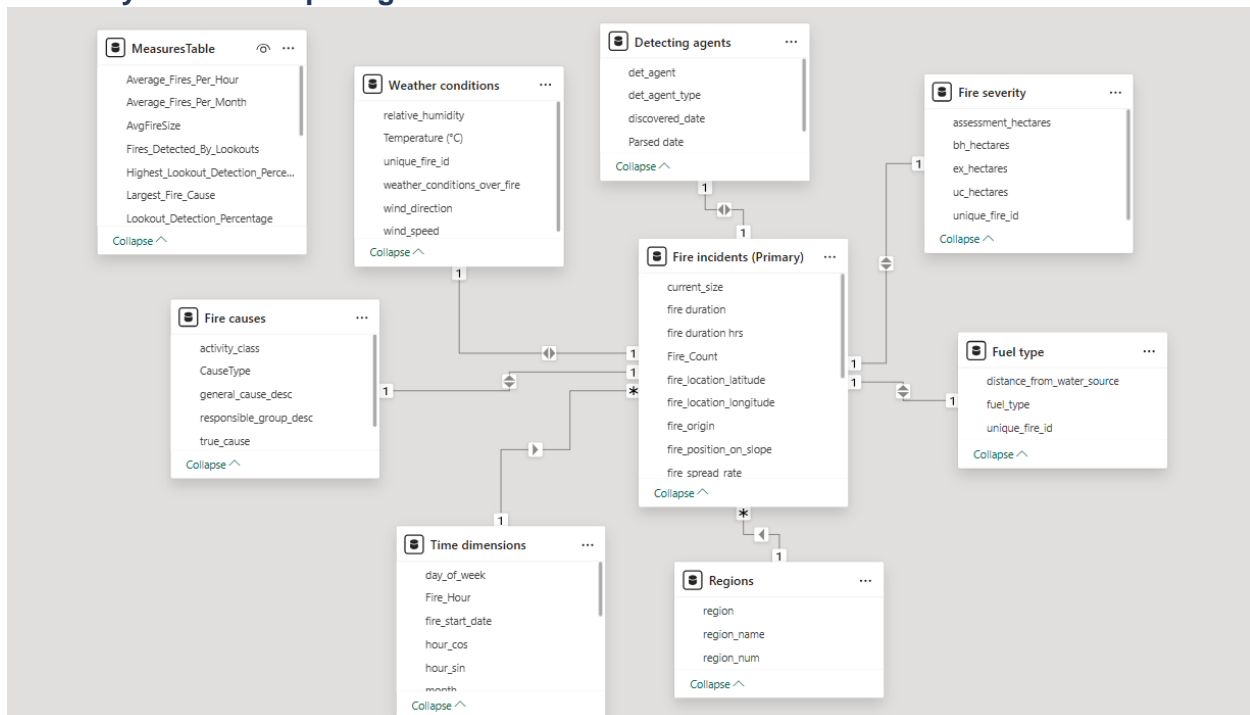 MeasuresTable
Average_Fires_Per_Hour
Average_Fires_Per_Month
AvgFireSize
Fires_Detected_By_Lookouts
Highest_Lookout_Detection_Perce...
Largest_Fire_Cause
Lookout_Detection_Percentage
Collapse
Weather conditions
relative_humidity
Temperature (°C)
unique_fire_id
weather_conditions_over_fire
wind_direction
wind_speed
Collapse
1
Detecting agents
det_agent
det_agent_type
discovered_date
Parsed date
Collapse
1
1
Fire severity
assessment_hectares
bh_hectares
ex_hectares
uc_hectares
unique_fire_id
Collapse
1
Fire incidents (Primary)
current_size
fire duration
fire duration hrs
Fire_Count
fire_location_latitude
fire_location_longitude
fire_origin
fire_position_on_slope
fire_spread_rate
Collapse
1
1
*
1
1
*
Fire causes
activity_class
CauseType
general_cause_desc
responsible_group_desc
true_cause
Collapse
1
Fuel type
distance_from_water_source
fuel_type
unique_fire_id
Collapse
1
Time dimensions
day_of_week
Fire_Hour
fire_start_date
hour_cos
hour_sin
month
Collapse
1
Regions
region
region_name
region_num
Collapse
1